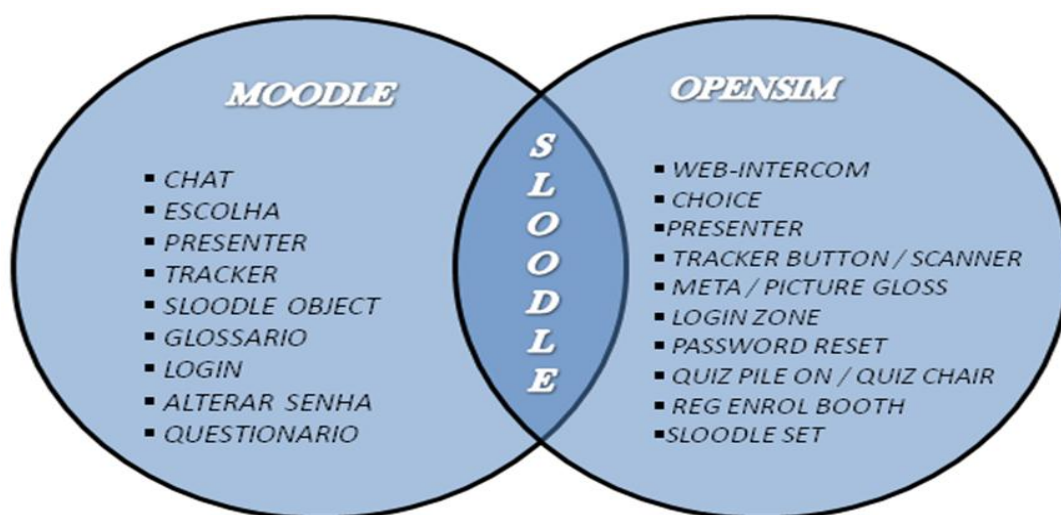 MOODLE
▪ CHAT
▪ ESCOLHA
▪ PRESENTER
▪ TRACKER
▪ SLOODLE OBJECT
▪ GLOSSARIO
▪ LOGIN
▪ ALTERAR SENHA
▪ QUESTIONARIO
SLOODLE
OPENSIM
▪ WEB-INTERCOM
▪ CHOICE
▪PRESENTER
▪ TRACKER BUTTON / SCANNER
▪ META / PICTURE GLOSS
▪ LOGIN ZONE
▪ PASSWORD RESET
▪ QUIZ PILE ON / QUIZ CHAIR
▪ REG ENROL BOOTH
▪SLOODLE SET